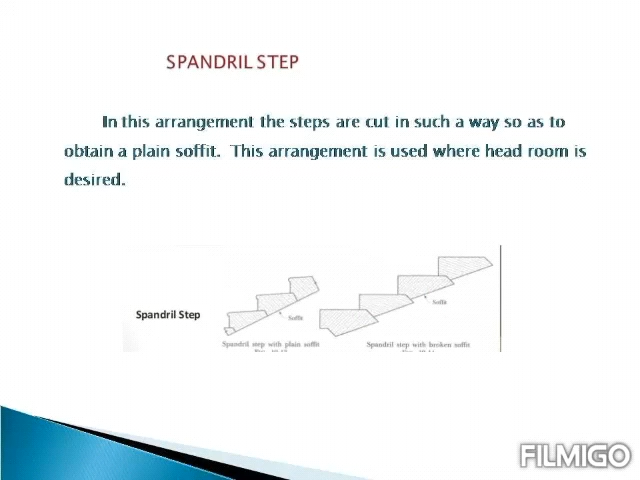 SPANDRIL STEP
In this arrangement the steps are cut in such a way so as to
obtain a plain soffit. This arrangement is used where head room is
desired.
Spandril Step
Soffit
Soffit
Spandril step with plain soffit
Spandril step with broken soffit
FILMIGO